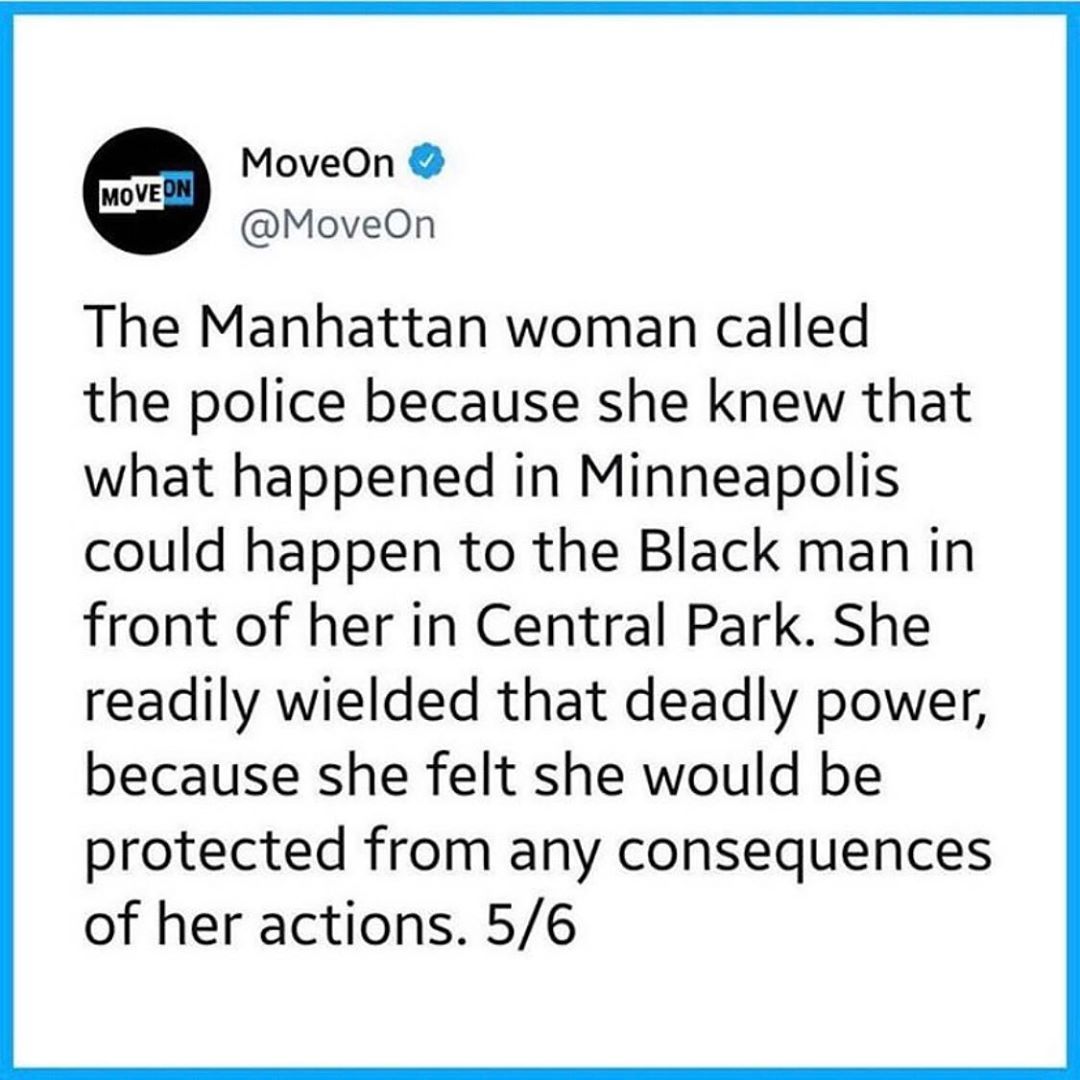 MOVEON
MoveOn
@MoveOn
The Manhattan woman called
the police because she knew that
what happened in Minneapolis
could happen to the Black man in
front of her in Central Park. She
readily wielded that deadly power,
because she felt she would be
protected from any consequences
of her actions. 5/6